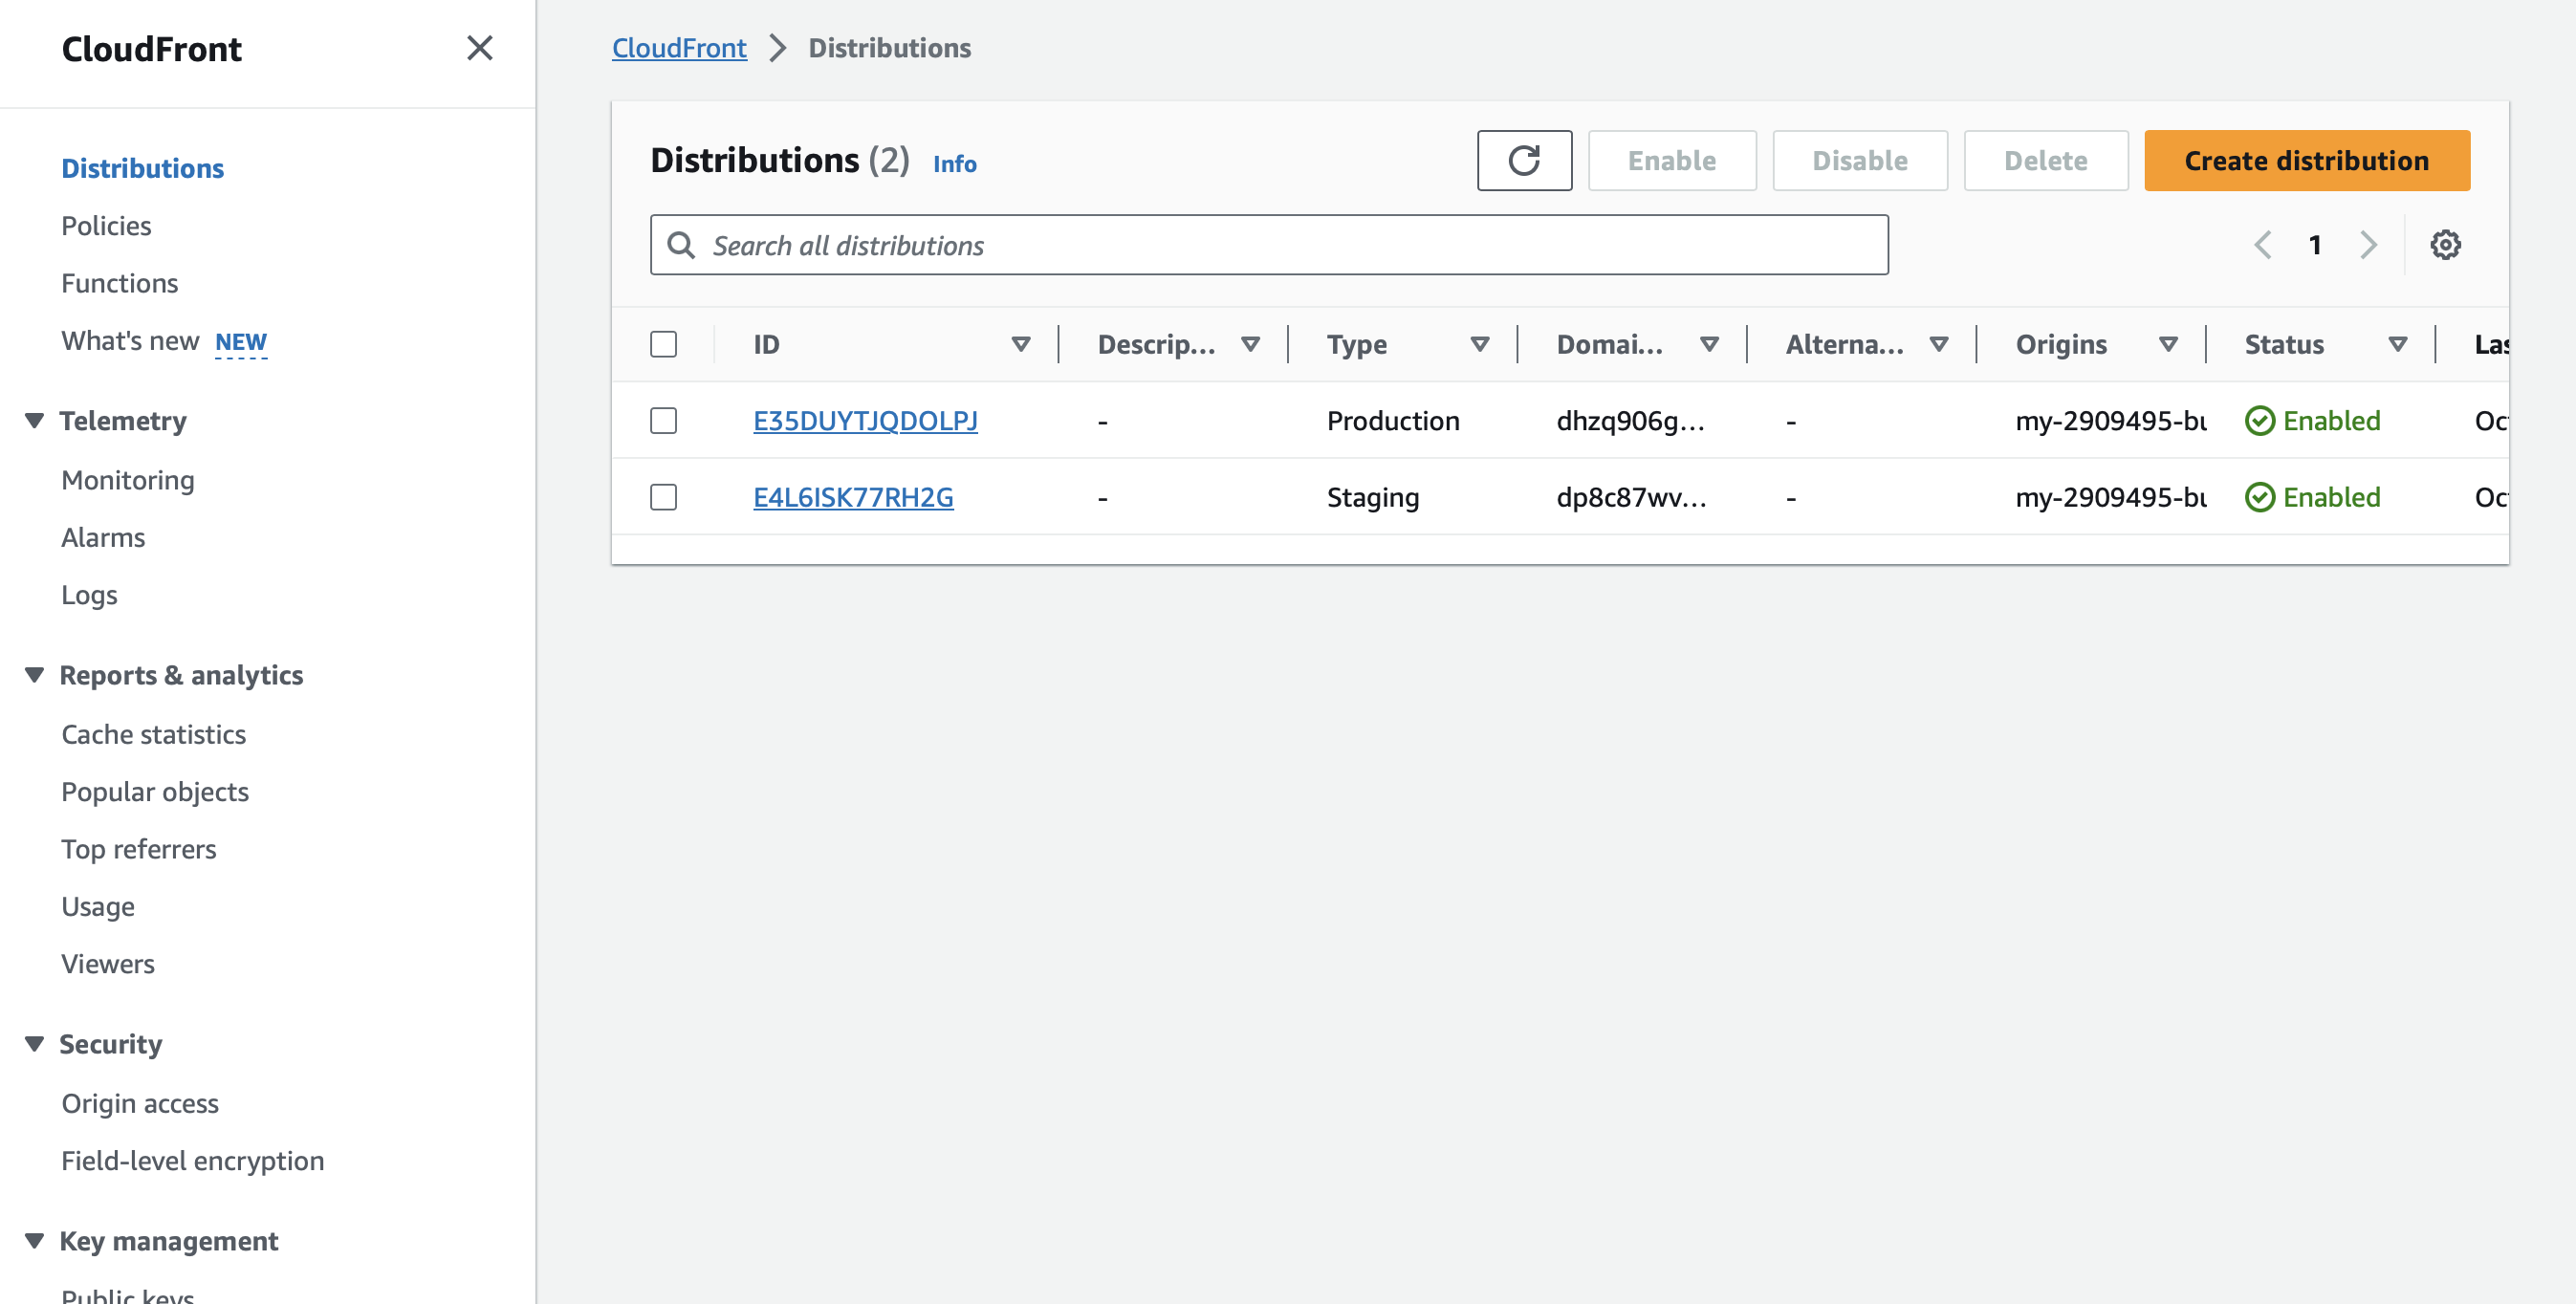 CloudFront
Distributions
Policies
Functions
What's new NEW
Telemetry
Monitoring
Alarms
Logs
Reports & analytics
Cache statistics
Popular objects
Top referrers
Usage
Viewers
Security
Origin access
Field-level encryption
Key management
Public keys
CloudFront > Distributions
Distributions (2) Info
Enable Disable Delete Create distribution
Search all distributions
1
ID Descrip... Type Domai... Alterna... Origins Status Las
E35DUYTJQDOLPJ - Production dhzq906g... - my-2909495-bu Enabled Oc
E4L6ISK77RH2G - Staging dp8c87wv... - my-2909495-bu Enabled Oc